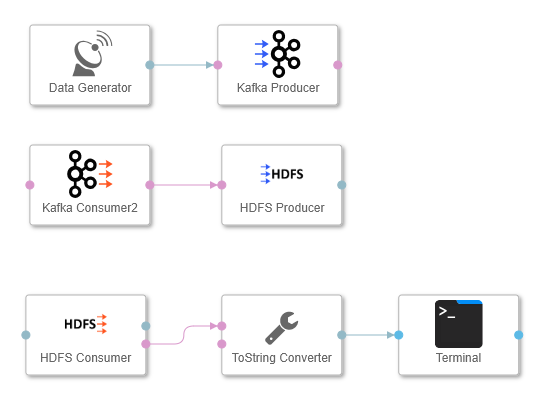 Data Generator
Kafka Producer
Kafka Consumer2
HDFS
HDFS Producer
HDFS
HDFS Consumer
ToString Converter
>_
Terminal